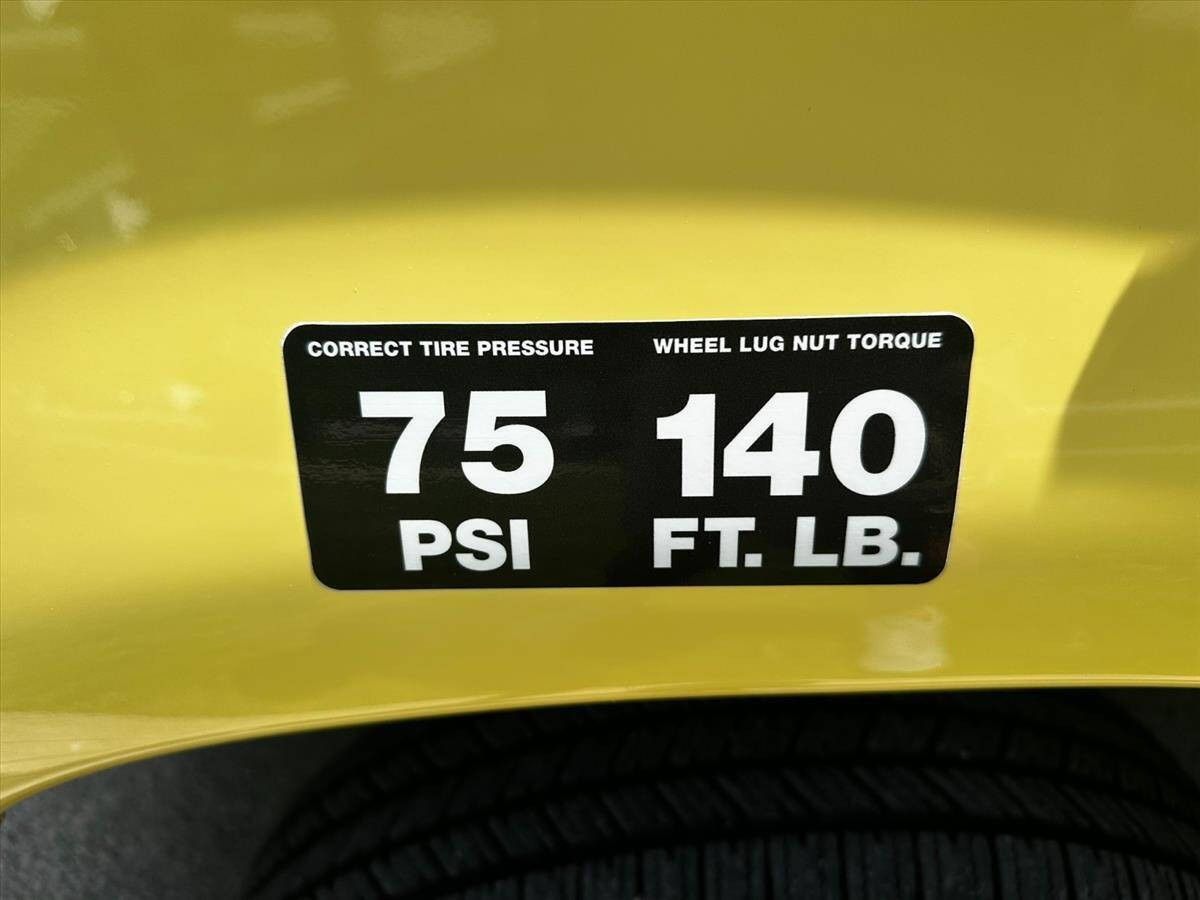 CORRECT TIRE PRESSURE
75
PSI
WHEEL LUG NUT TORQUE
140
FT. LB.